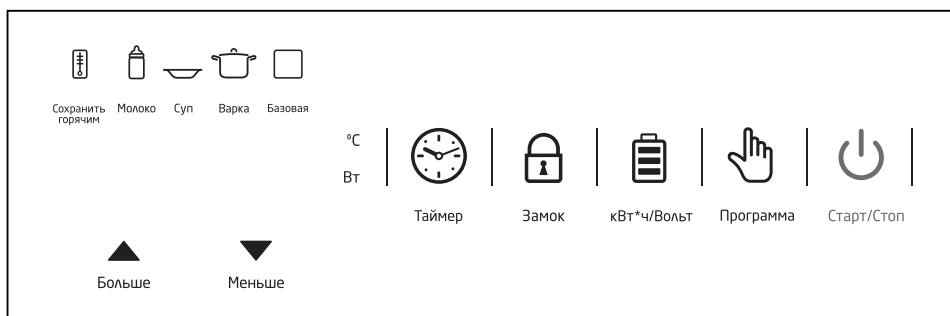 Сохранить горячим
Молоко
Суп
Варка
Базовая
°C
Вт
Таймер
Замок
кВт*ч/Вольт
Программа
Старт/Стоп
Больше
Меньше